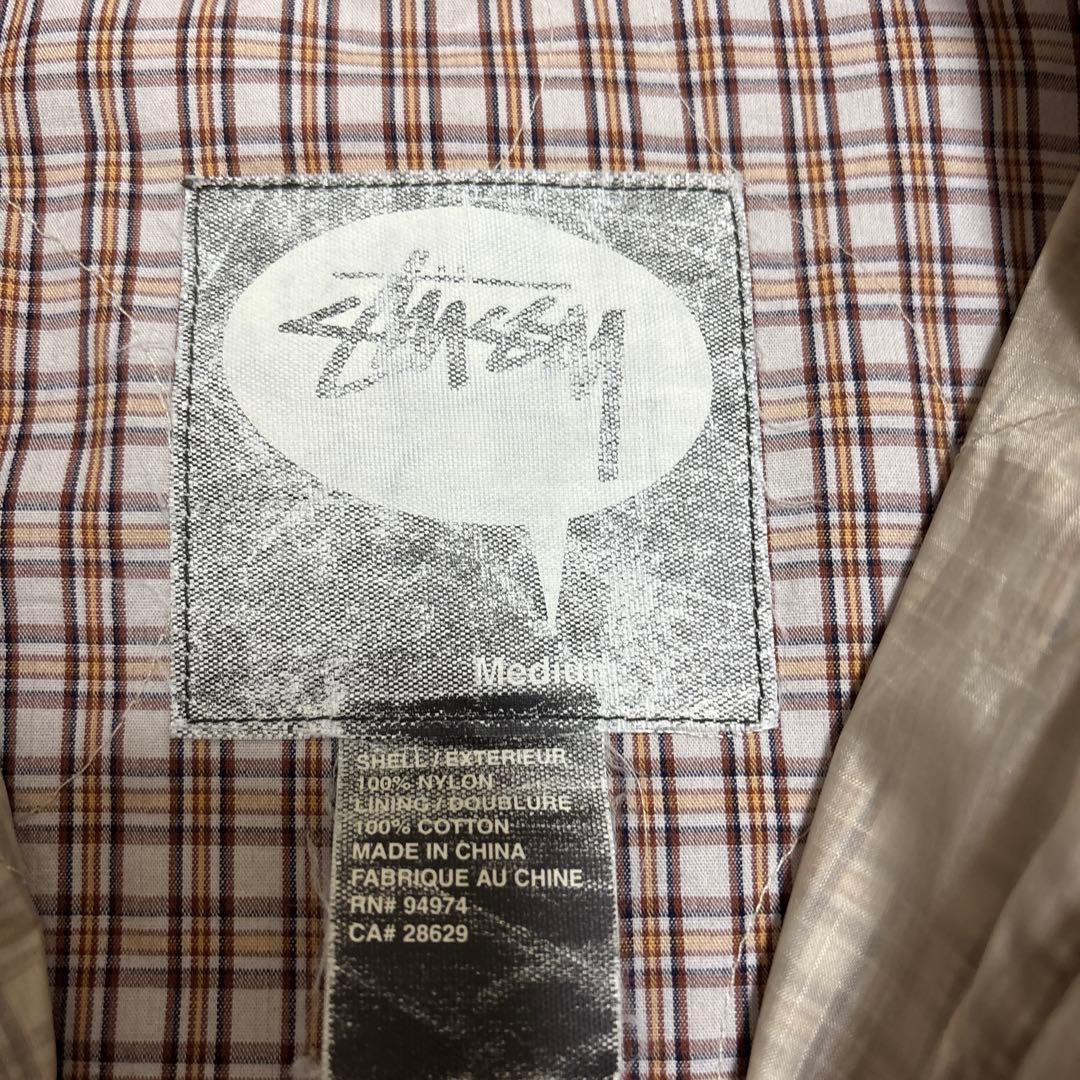 Stüssy
Medium
SHELL / EXTERIEUR
100% NYLON
LINING / DOUBLURE
100% COTTON
MADE IN CHINA
FABRIQUE AU CHINE
RN# 94974
CA# 28629